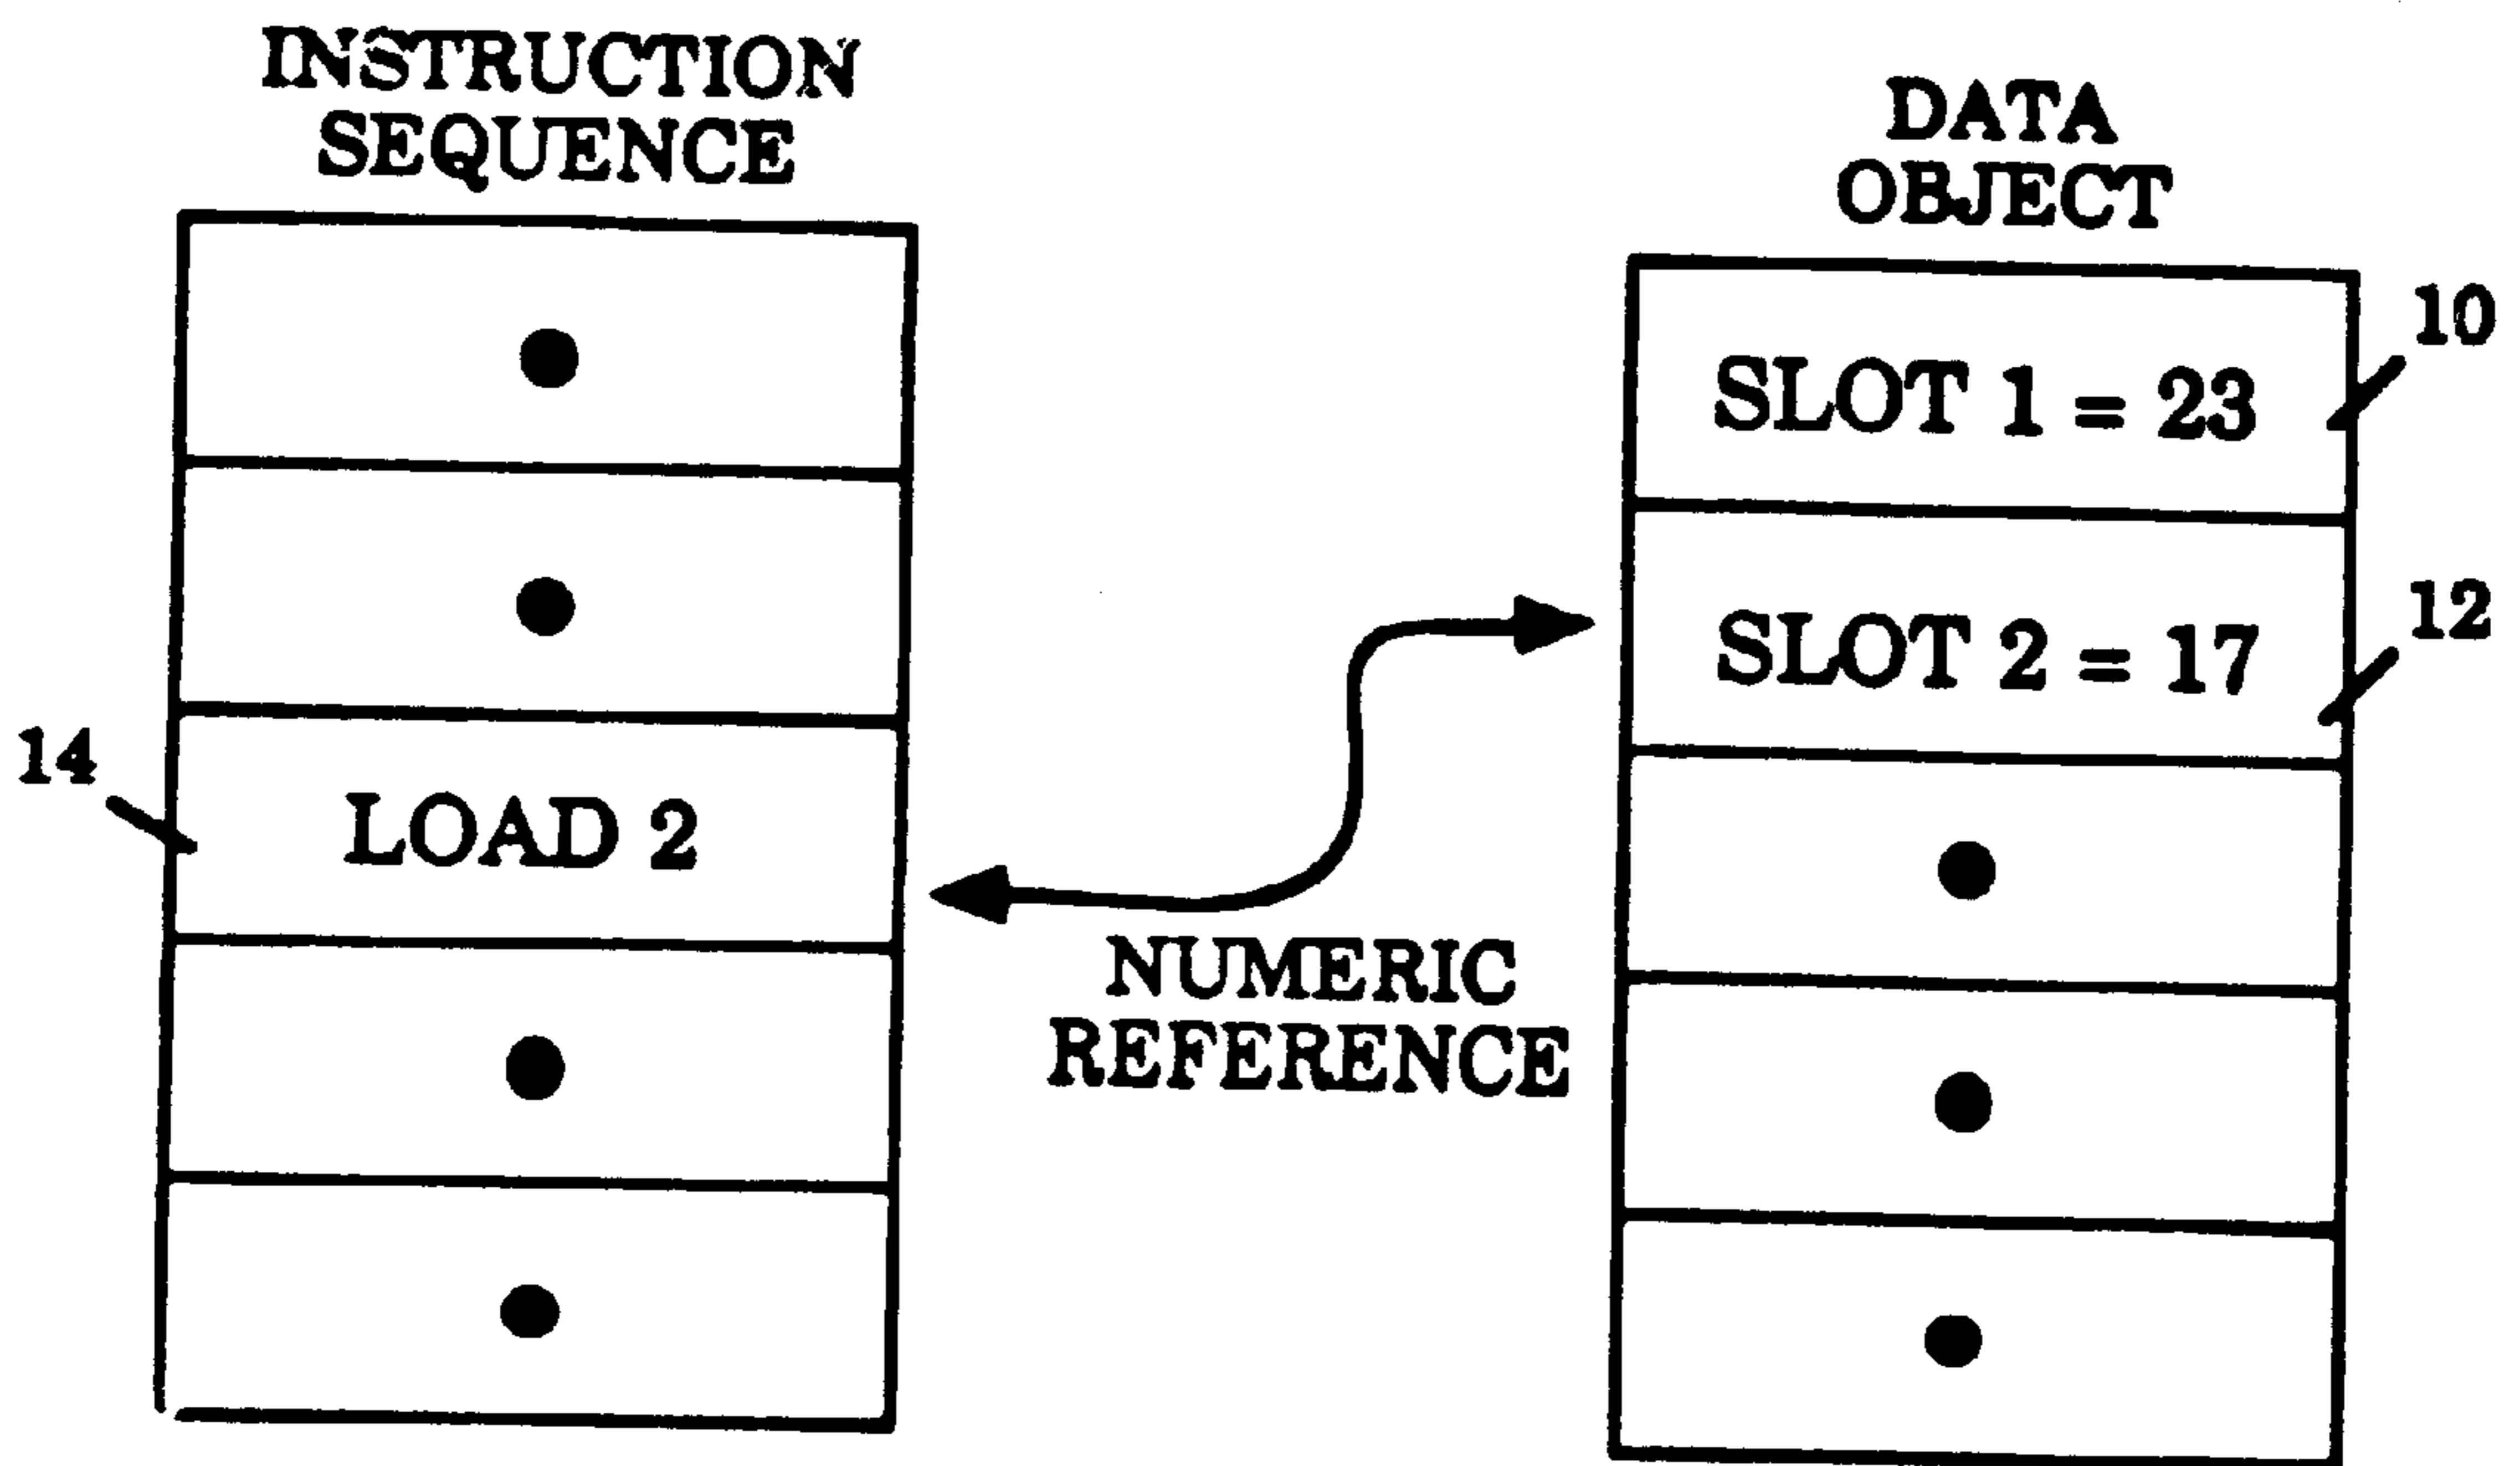 INSTRUCTION
SEQUENCE
DATA
OBJECT
10
SLOT 1 = 23
12
SLOT 2 = 17
14
LOAD 2
NUMERIC
REFERENCE